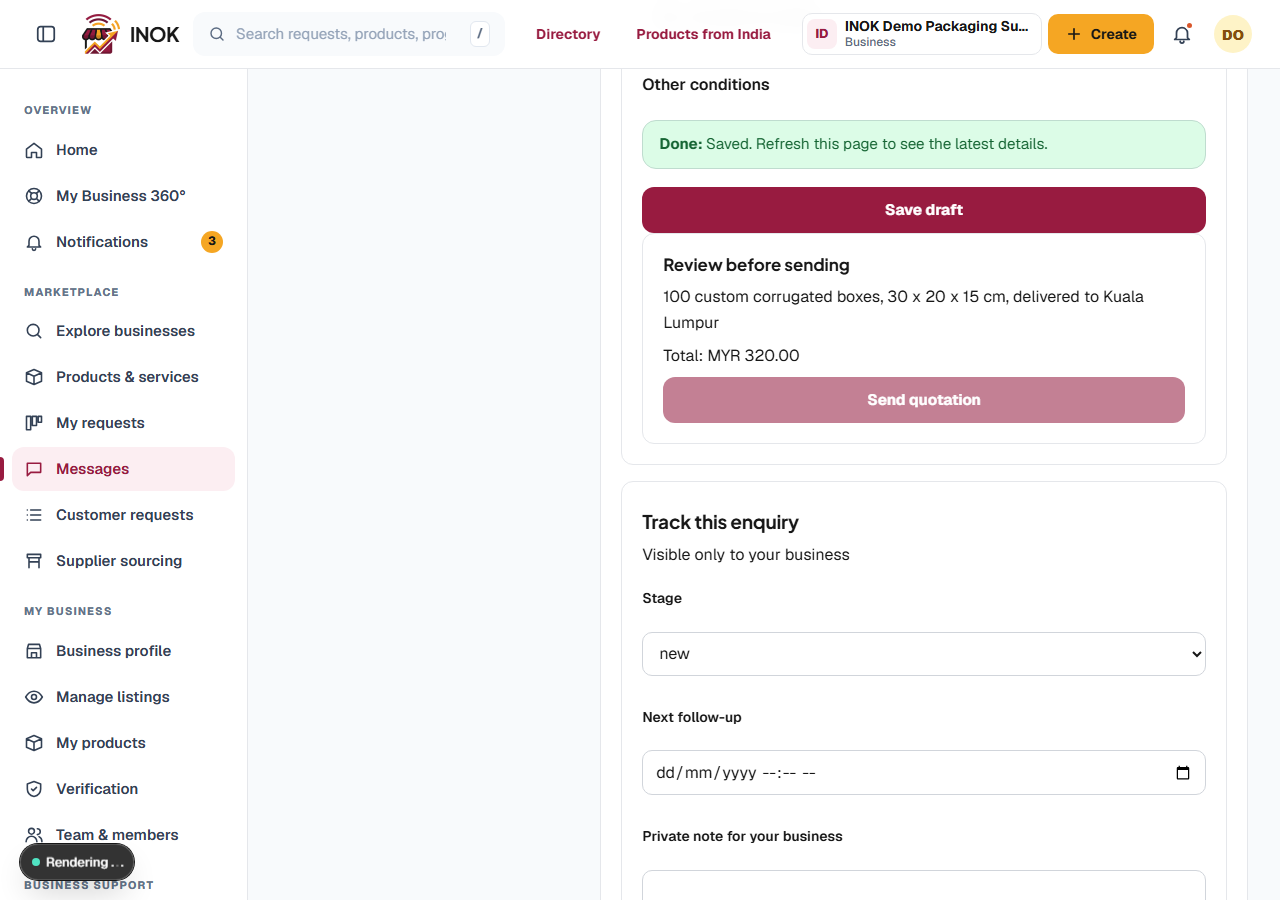 INOK
Search requests, products, pro
/
Directory
Products from India
ID
INOK Demo Packaging Su...
Business
Create
DO
OVERVIEW
Home
My Business 360°
Notifications
3
MARKETPLACE
Explore businesses
Products & services
My requests
Messages
Customer requests
Supplier sourcing
MY BUSINESS
Business profile
Manage listings
My products
Verification
Team & members
Rendering ...
BUSINESS SUPPORT
Other conditions
Done: Saved. Refresh this page to see the latest details.
Save draft
Review before sending
100 custom corrugated boxes, 30 x 20 x 15 cm, delivered to Kuala
Lumpur
Total: MYR 320.00
Send quotation
Track this enquiry
Visible only to your business
Stage
new
Next follow-up
dd/mm/yyyy --:-- --
Private note for your business